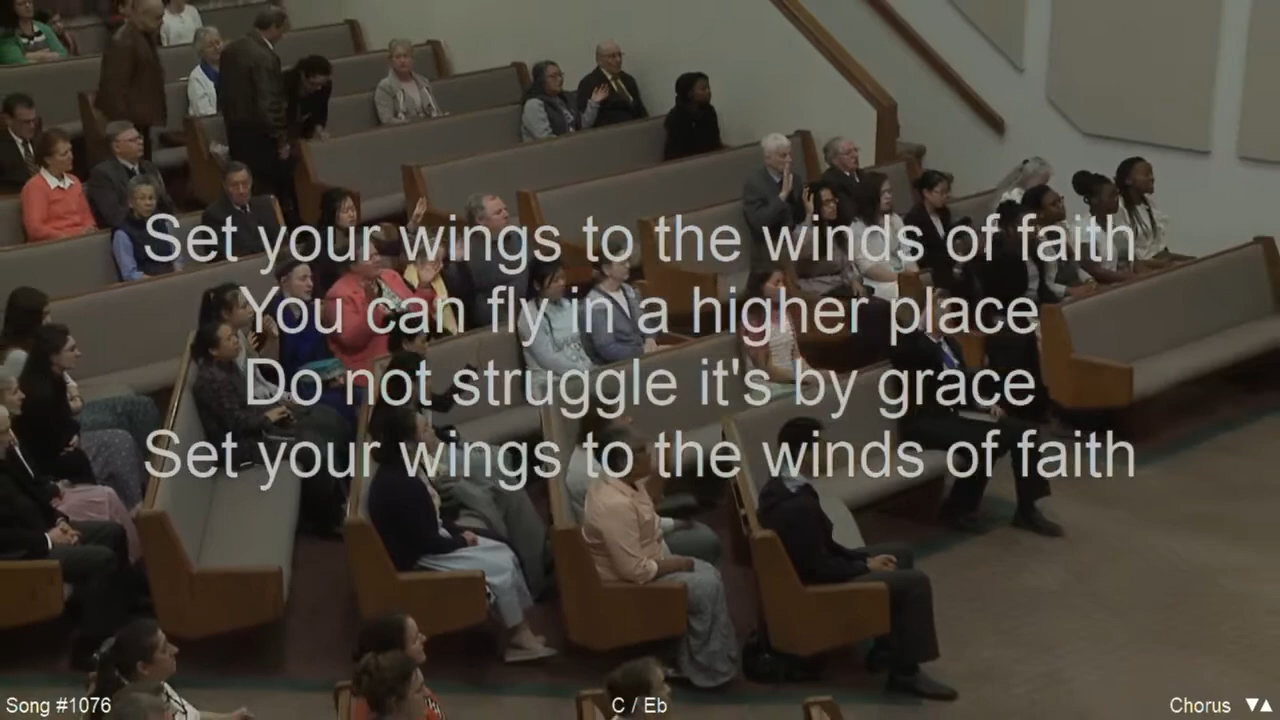 Set your wings to the winds of faith
You can fly in a higher place
Do not struggle it's by grace
Set your wings to the winds of faith
Song #1076
C / Eb
Chorus ▼▲